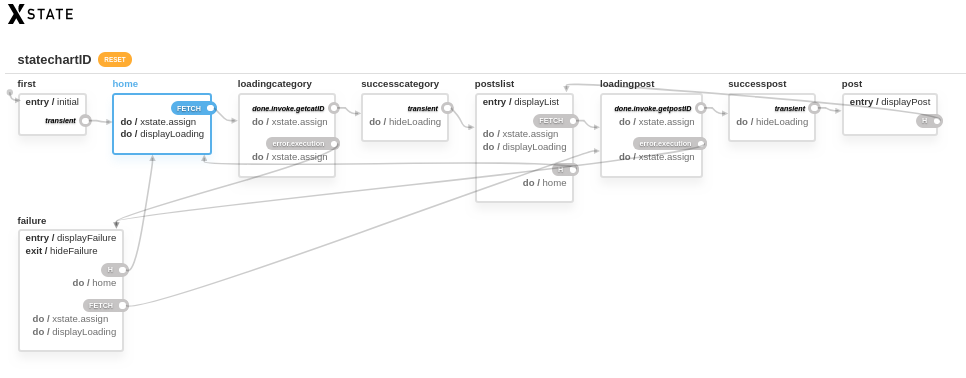 XSTATE
statechartID RESET
first
entry / initial
transient
home
FETCH
do / xstate.assign
do / displayLoading
loadingcategory
done.invoke.getcatID
do / xstate.assign
error.execution
do / xstate.assign
successcategory
transient
do / hideLoading
postslist
entry / displayList
FETCH
do / xstate.assign
do / displayLoading
H
do / home
loadingpost
done.invoke.getpostID
do / xstate.assign
error.execution
do / xstate.assign
successpost
transient
do / hideLoading
post
entry / displayPost
H
failure
entry / displayFailure
exit / hideFailure
H
do / home
FETCH
do / xstate.assign
do / displayLoading